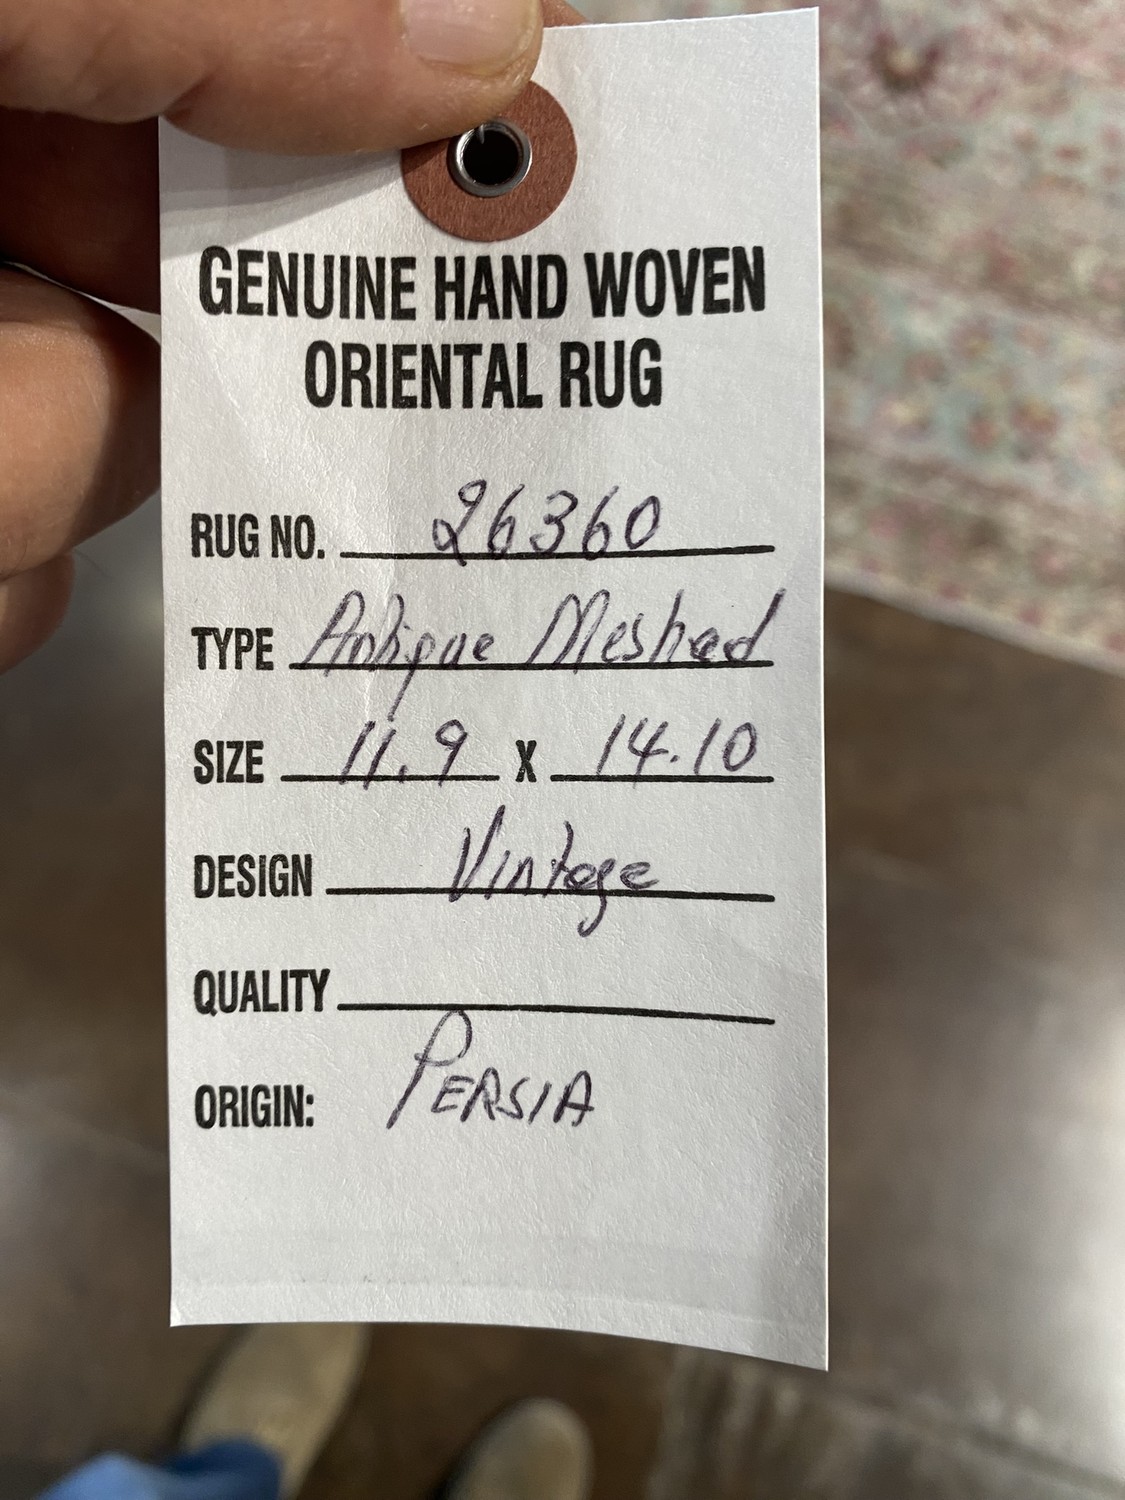 GENUINE HAND WOVEN
ORIENTAL RUG
RUG NO. 26360
TYPE Antique Meshed
SIZE 11.9 X 14.10
DESIGN Vintage
QUALITY
ORIGIN: PERSIA